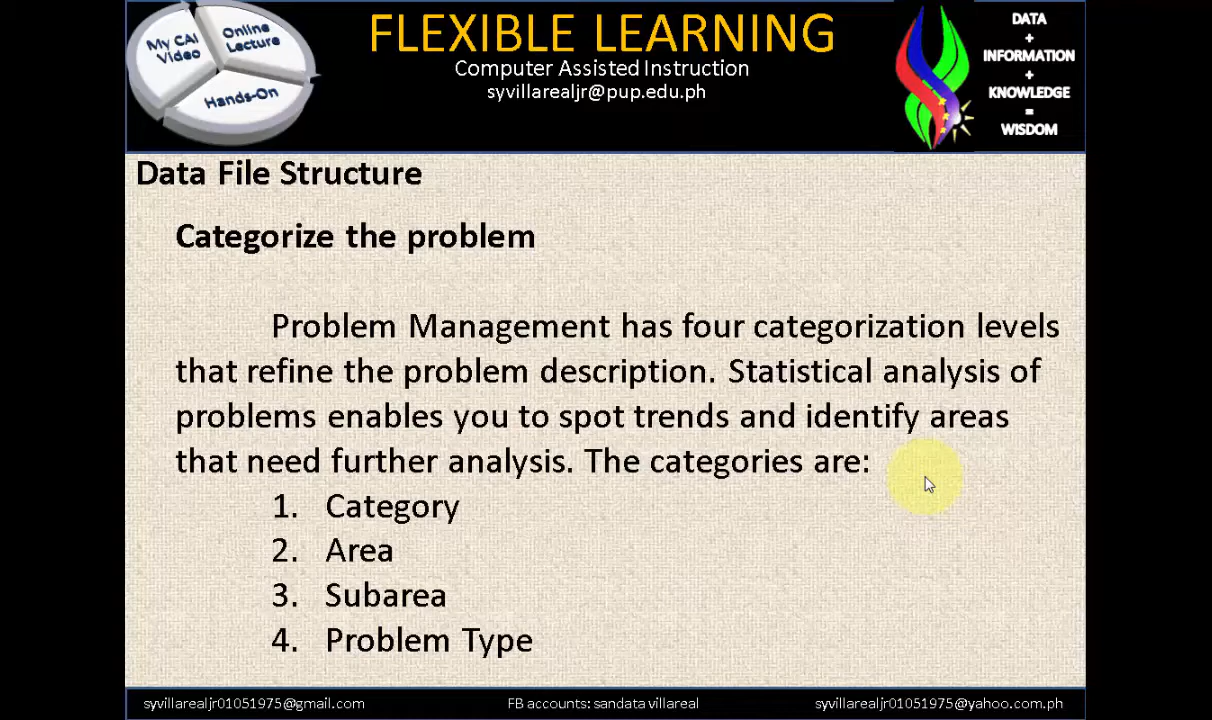 My CAI
Video
Online
Lecture
Hands-On
FLEXIBLE LEARNING
Computer Assisted Instruction
syvillarealjr@pup.edu.ph
DATA
+
INFORMATION
+
KNOWLEDGE
=
WISDOM
Data File Structure
Categorize the problem
Problem Management has four categorization levels
that refine the problem description. Statistical analysis of
problems enables you to spot trends and identify areas
that need further analysis. The categories are:
1. Category
2. Area
3. Subarea
4. Problem Type
syvillarealjr01051975@gmail.com
FB accounts: sandata villareal
syvillarealjr01051975@yahoo.com.ph